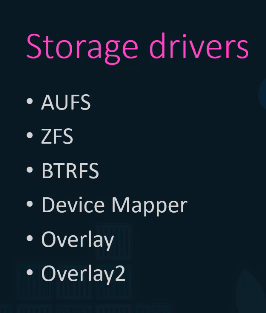 Storage drivers
• AUFS
• ZFS
• BTRFS
• Device Mapper
• Overlay
• Overlay2